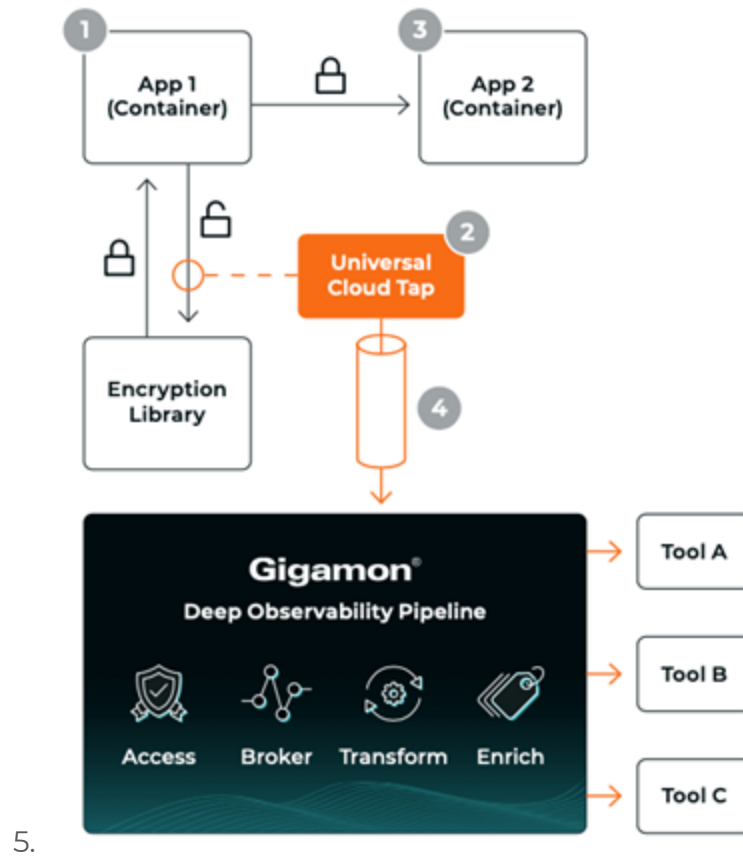 1
App 1
(Container)
3
App 2
(Container)
2
Universal
Cloud Tap
Encryption
Library
4
Gigamon®
Deep Observability Pipeline
Access
Broker
Transform
Enrich
Tool A
Tool B
Tool C
5.